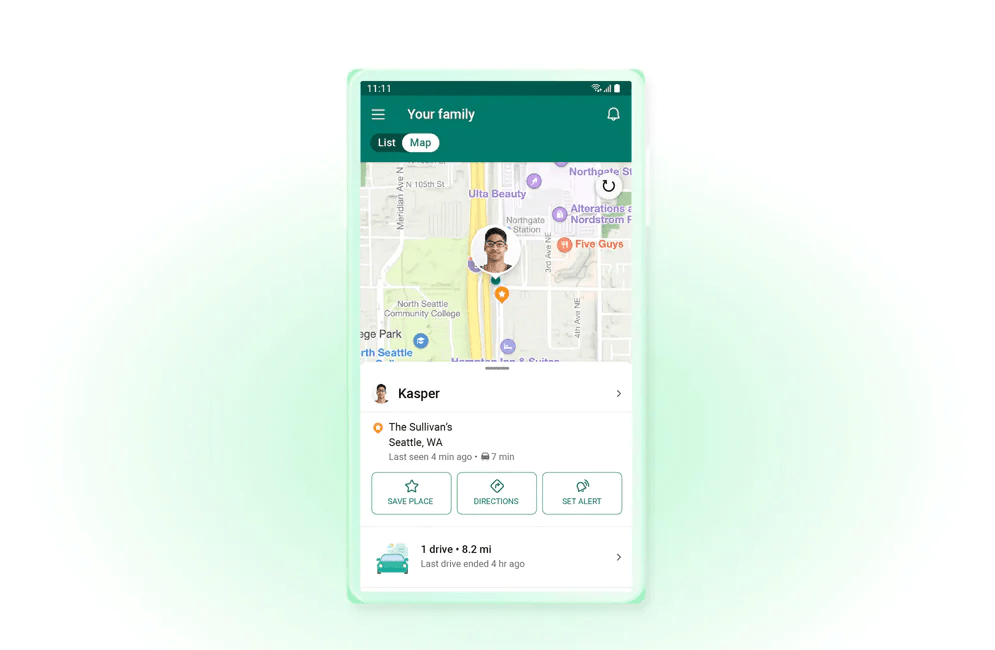 11:11
Your family
List Map
Meridian Ave N
N 105th St
Ulta Beauty
Northgate
Alterations
Nordstrom
Northgate
Station
3rd Ave NE
Five Guys
North Seattle
Community College
4th Ave NE
ege Park
rth Seattle
Hampton Inn & Suites
Kasper
The Sullivan's
Seattle, WA
Last seen 4 min ago • 7 min
SAVE PLACE DIRECTIONS SET ALERT
1 drive • 8.2 mi
Last drive ended 4 hr ago